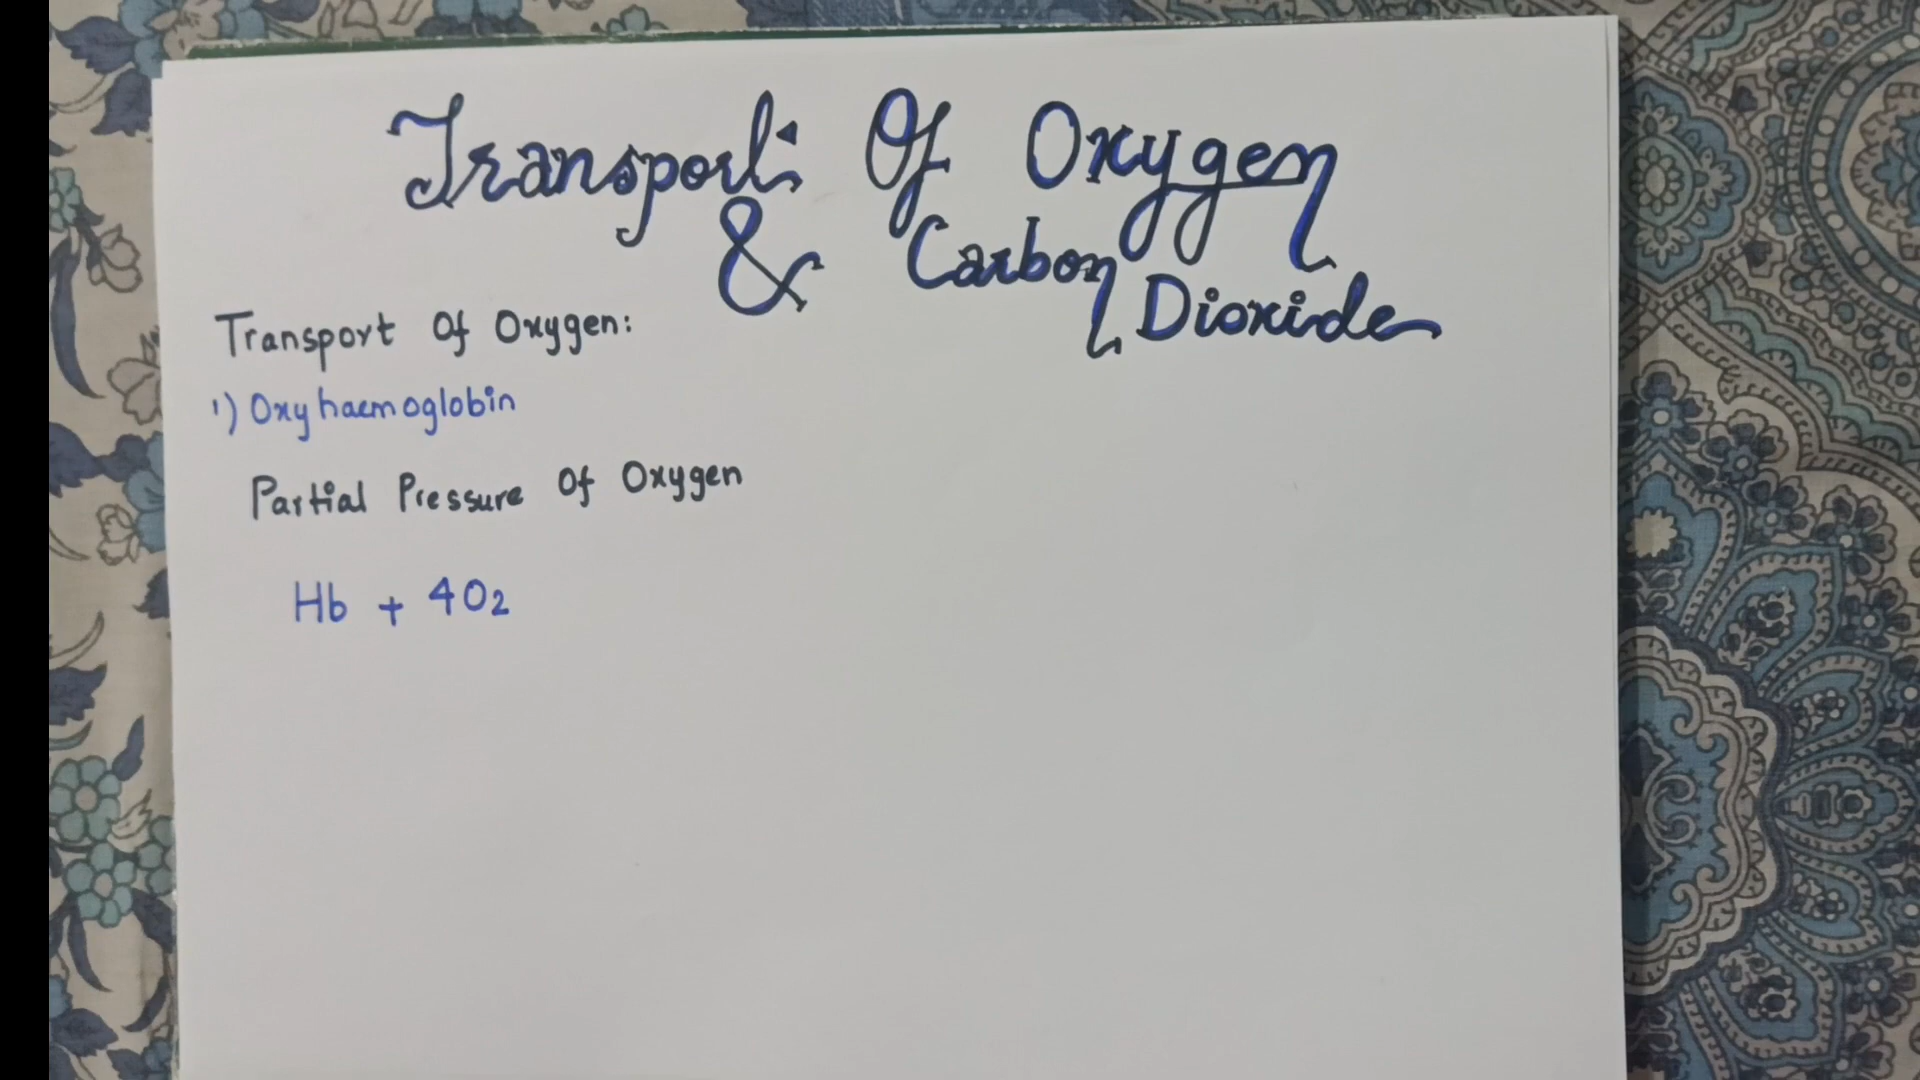 Transport Of Oxygen
& Carbon Dioxide
Transport Of Oxygen:
1) Oxyhaemoglobin
Partial Pressure Of Oxygen
Hb + 4O2